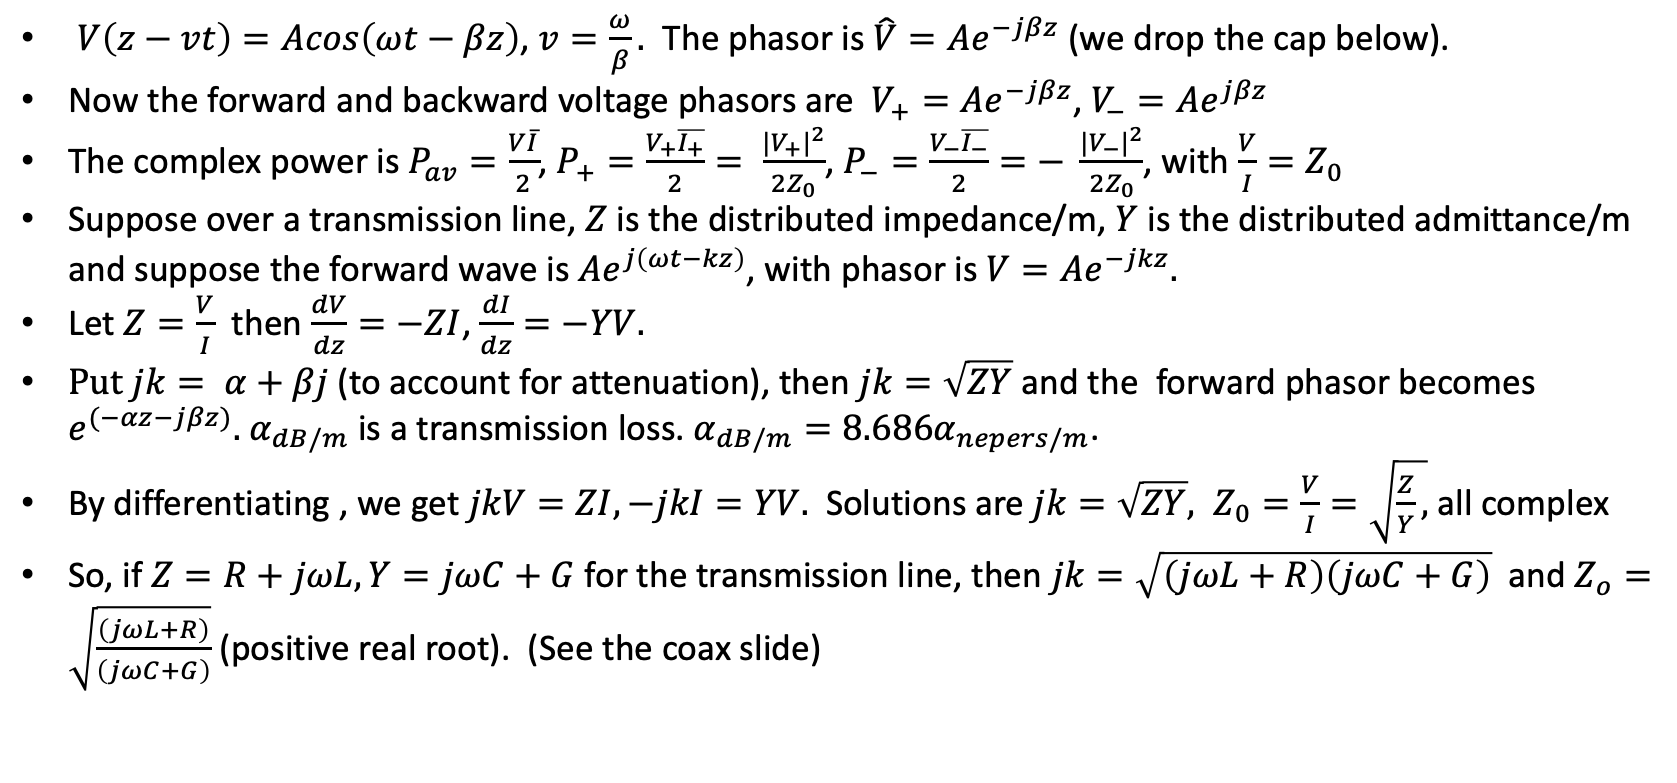 • V(z − vt) = Acos(ωt − βz), v = ω/β. The phasor is V̂ = Ae^{−jβz} (we drop the cap below).
• Now the forward and backward voltage phasors are V₊ = Ae^{−jβz}, V₋ = Ae^{jβz}
• The complex power is P_{av} = VĪ/2, P₊ = V₊\overline{I₊}/2 = |V₊|²/2Z₀, P₋ = V₋\overline{I₋}/2 = − |V₋|²/2Z₀, with V/I = Z₀
• Suppose over a transmission line, Z is the distributed impedance/m, Y is the distributed admittance/m
and suppose the forward wave is Ae^{j(ωt−kz)}, with phasor is V = Ae^{−jkz}.
• Let Z = V/I then dV/dz = −ZI, dI/dz = −YV.
• Put jk = α + βj (to account for attenuation), then jk = √(ZY) and the forward phasor becomes
e^{(−αz−jβz)}. α_{dB/m} is a transmission loss. α_{dB/m} = 8.686α_{nepers/m}.
• By differentiating , we get jkV = ZI, −jkI = YV. Solutions are jk = √(ZY), Z₀ = V/I = √(Z/Y), all complex
• So, if Z = R + jωL, Y = jωC + G for the transmission line, then jk = √((jωL + R)(jωC + G)) and Z_o =
√((jωL+R)/(jωC+G)) (positive real root). (See the coax slide)